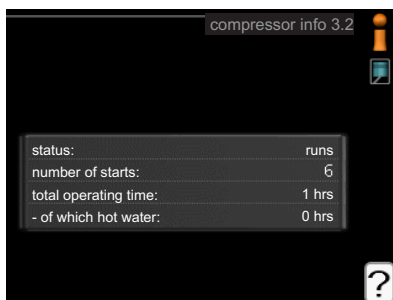 compressor info 3.2
status: runs
number of starts: 6
total operating time: 1 hrs
- of which hot water: 0 hrs
?